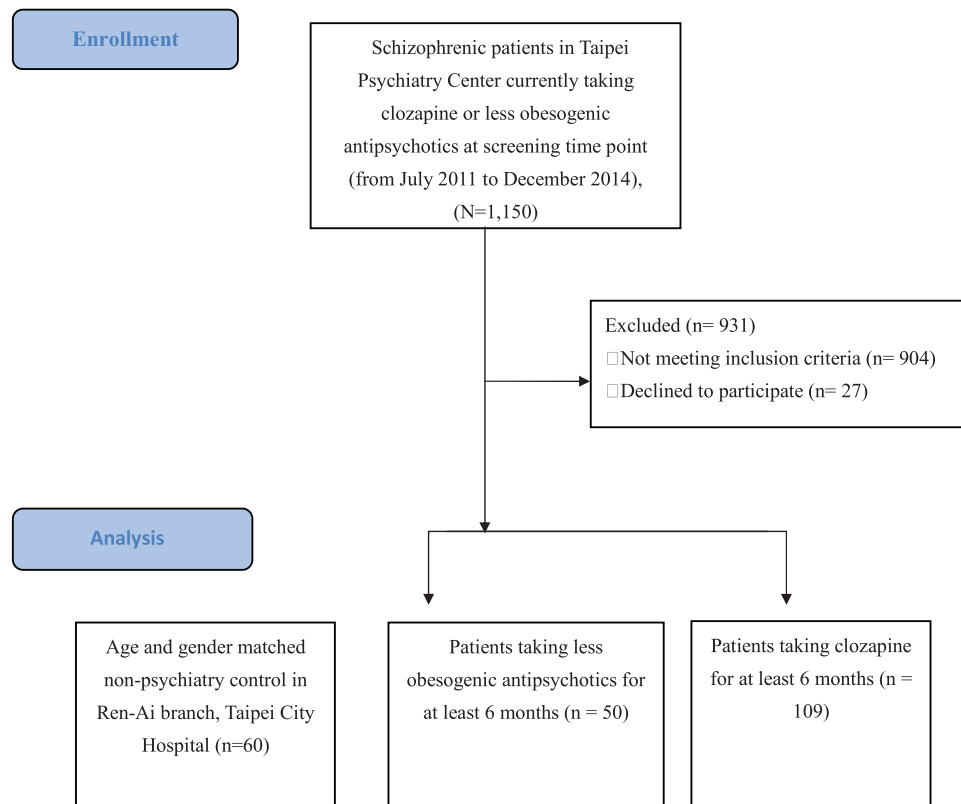 Enrollment
Schizophrenic patients in Taipei
Psychiatry Center currently taking
clozapine or less obesogenic
antipsychotics at screening time point
(from July 2011 to December 2014),
(N=1,150)
Excluded (n= 931)
□Not meeting inclusion criteria (n= 904)
□Declined to participate (n= 27)
Analysis
Age and gender matched
non-psychiatry control in
Ren-Ai branch, Taipei City
Hospital (n=60)
Patients taking less
obesogenic antipsychotics for
at least 6 months (n = 50)
Patients taking clozapine
for at least 6 months (n =
109)